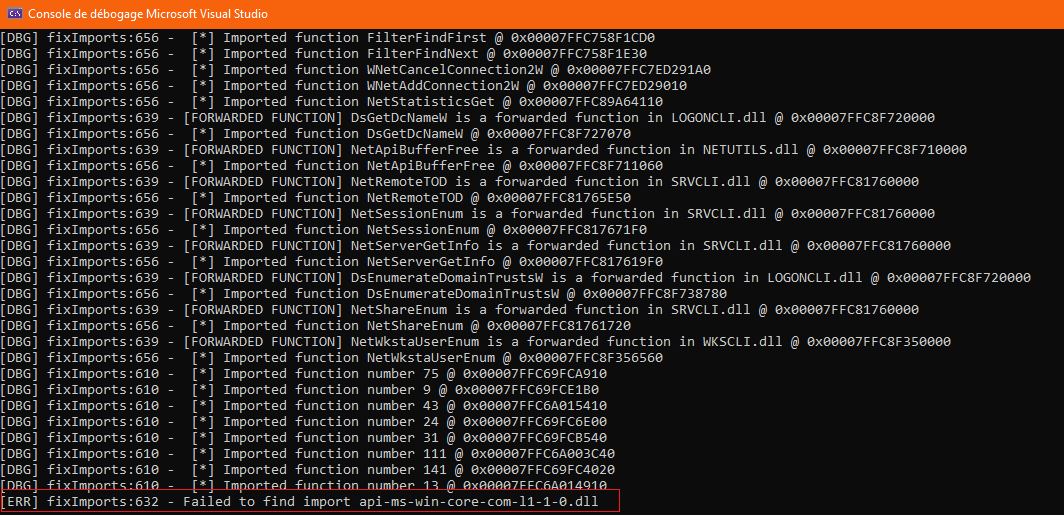 Console de débogage Microsoft Visual Studio
[DBG] fixImports:656 -  [*] Imported function FilterFindFirst @ 0x00007FFC758F1CD0
[DBG] fixImports:656 -  [*] Imported function FilterFindNext @ 0x00007FFC758F1E30
[DBG] fixImports:656 -  [*] Imported function WNetCancelConnection2W @ 0x00007FFC7ED291A0
[DBG] fixImports:656 -  [*] Imported function WNetAddConnection2W @ 0x00007FFC7ED29010
[DBG] fixImports:656 -  [*] Imported function NetStatisticsGet @ 0x00007FFC89A64110
[DBG] fixImports:639 - [FORWARDED FUNCTION] DsGetDcNameW is a forwarded function in LOGONCLI.dll @ 0x00007FFC8F720000
[DBG] fixImports:656 -  [*] Imported function DsGetDcNameW @ 0x00007FFC8F727070
[DBG] fixImports:639 - [FORWARDED FUNCTION] NetApiBufferFree is a forwarded function in NETUTILS.dll @ 0x00007FFC8F710000
[DBG] fixImports:656 -  [*] Imported function NetApiBufferFree @ 0x00007FFC8F711060
[DBG] fixImports:639 - [FORWARDED FUNCTION] NetRemoteTOD is a forwarded function in SRVCLI.dll @ 0x00007FFC81760000
[DBG] fixImports:656 -  [*] Imported function NetRemoteTOD @ 0x00007FFC81765E50
[DBG] fixImports:639 - [FORWARDED FUNCTION] NetSessionEnum is a forwarded function in SRVCLI.dll @ 0x00007FFC81760000
[DBG] fixImports:656 -  [*] Imported function NetSessionEnum @ 0x00007FFC817671F0
[DBG] fixImports:639 - [FORWARDED FUNCTION] NetServerGetInfo is a forwarded function in SRVCLI.dll @ 0x00007FFC81760000
[DBG] fixImports:656 -  [*] Imported function NetServerGetInfo @ 0x00007FFC817619F0
[DBG] fixImports:639 - [FORWARDED FUNCTION] DsEnumerateDomainTrustsW is a forwarded function in LOGONCLI.dll @ 0x00007FFC8F720000
[DBG] fixImports:656 -  [*] Imported function DsEnumerateDomainTrustsW @ 0x00007FFC8F738780
[DBG] fixImports:639 - [FORWARDED FUNCTION] NetShareEnum is a forwarded function in SRVCLI.dll @ 0x00007FFC81760000
[DBG] fixImports:656 -  [*] Imported function NetShareEnum @ 0x00007FFC81761720
[DBG] fixImports:639 - [FORWARDED FUNCTION] NetWkstaUserEnum is a forwarded function in WKSCLI.dll @ 0x00007FFC8F350000
[DBG] fixImports:656 -  [*] Imported function NetWkstaUserEnum @ 0x00007FFC8F356560
[DBG] fixImports:610 -  [*] Imported function number 75 @ 0x00007FFC69FCA910
[DBG] fixImports:610 -  [*] Imported function number 9 @ 0x00007FFC69FCE1B0
[DBG] fixImports:610 -  [*] Imported function number 43 @ 0x00007FFC6A015410
[DBG] fixImports:610 -  [*] Imported function number 24 @ 0x00007FFC69FC6E00
[DBG] fixImports:610 -  [*] Imported function number 31 @ 0x00007FFC69FCB540
[DBG] fixImports:610 -  [*] Imported function number 111 @ 0x00007FFC6A003C40
[DBG] fixImports:610 -  [*] Imported function number 141 @ 0x00007FFC69FC4020
[DBG] fixImports:610 -  [*] Imported function number 13 @ 0x00007FFC6A014910
[ERR] fixImports:632 - Failed to find import api-ms-win-core-com-l1-1-0.dll